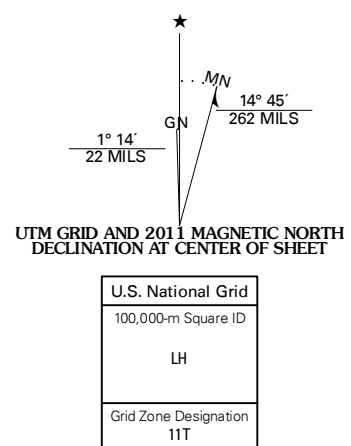 ★
MN
GN
14° 45´
262 MILS
1° 14´
22 MILS
UTM GRID AND 2011 MAGNETIC NORTH
DECLINATION AT CENTER OF SHEET
U.S. National Grid
100,000-m Square ID
LH
Grid Zone Designation
11T